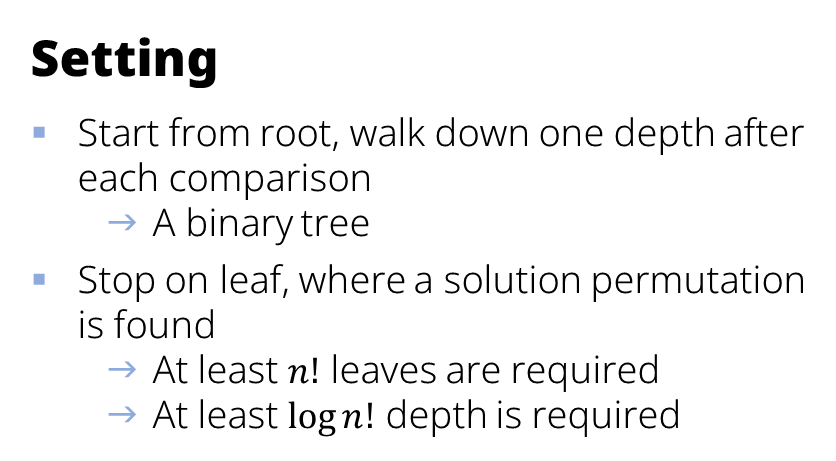 Setting
▪ Start from root, walk down one depth after
each comparison
→ A binary tree
▪ Stop on leaf, where a solution permutation
is found
→ At least n! leaves are required
→ At least log n! depth is required